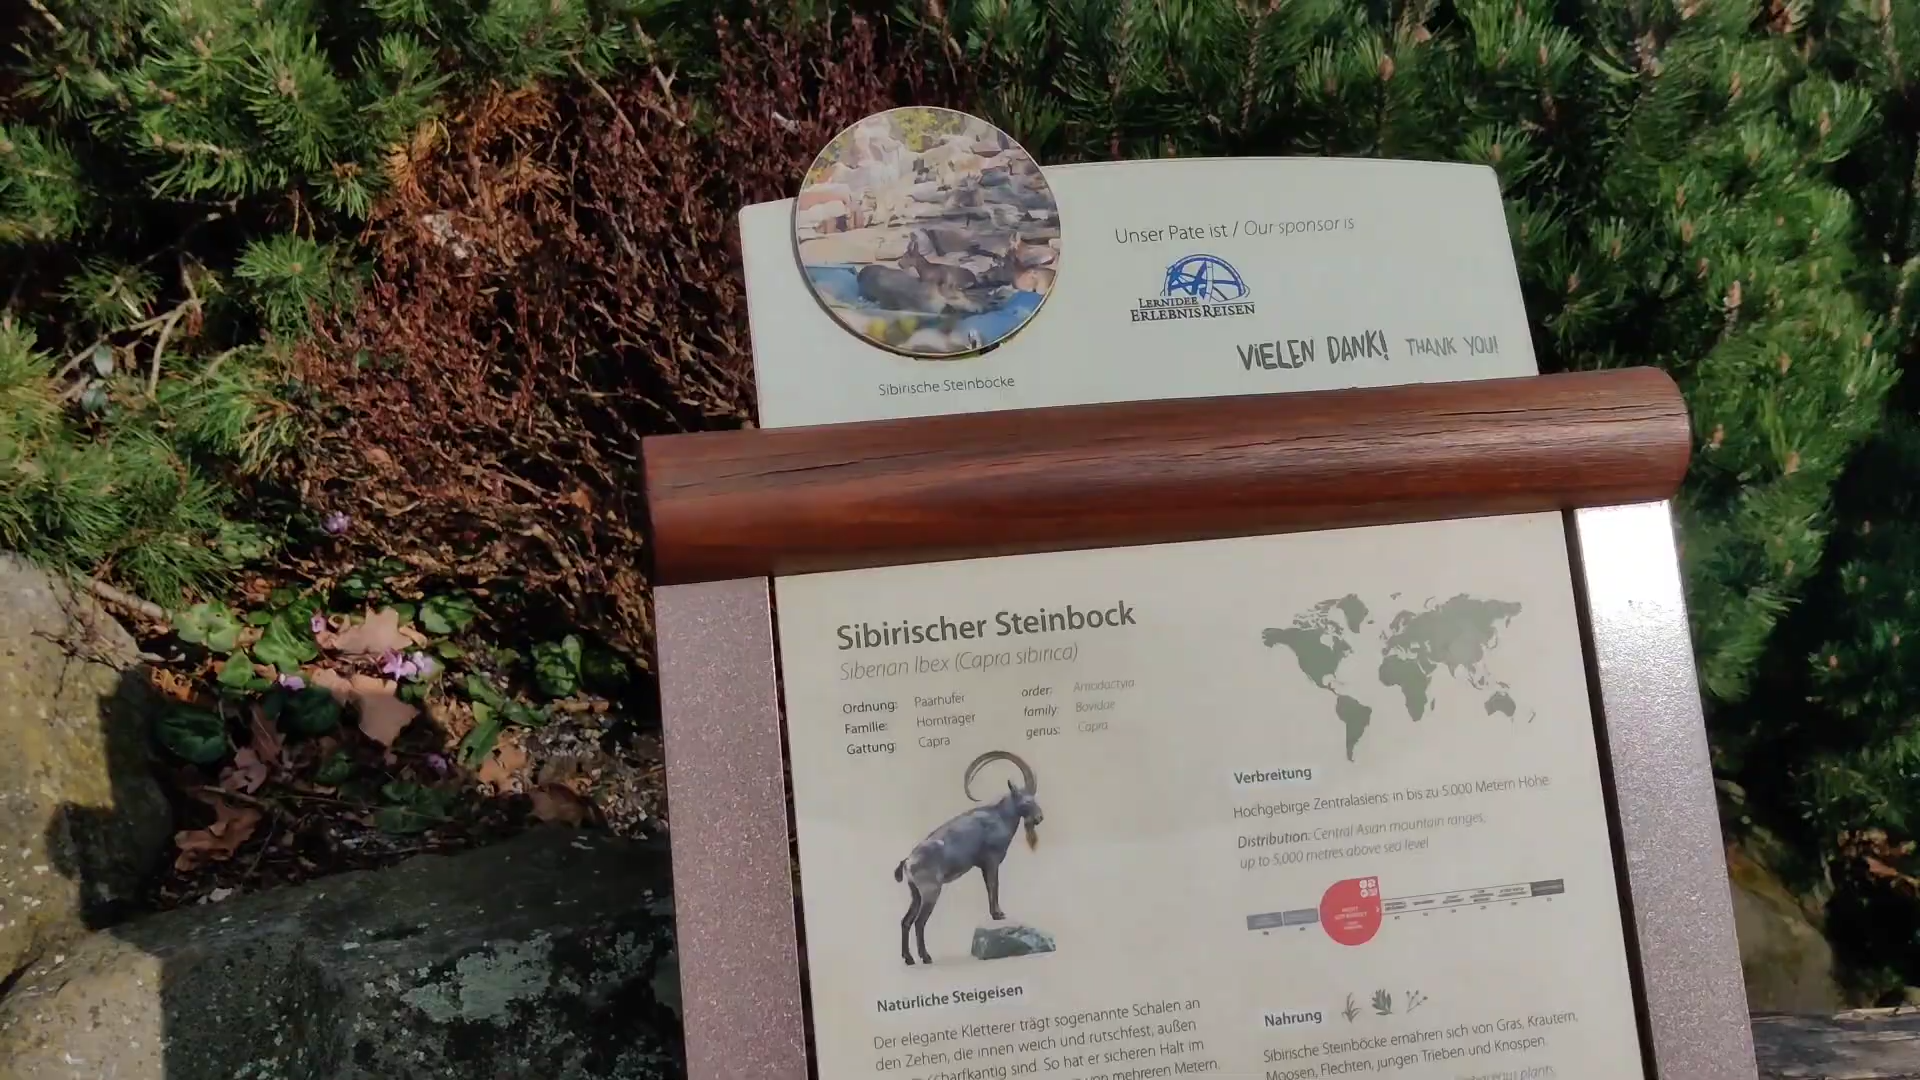 Unser Pate ist / Our sponsor is
LERNIDEE
ERLEBNISREISEN
VIELEN DANK! THANK YOU!
Sibirische Steinböcke
Sibirischer Steinbock
Siberian Ibex (Capra sibirica)
Ordnung: Paarhufer order:
Familie: Hornträger family: Bovidae
Gattung: Capra genus: Capra
Verbreitung
Hochgebirge Zentralasiens in bis zu 5.000 Metern Höhe
Distribution: Central Asian mountain ranges,
up to 5,000 metres above sea level
Natürliche Steigeisen
Der elegante Kletterer trägt sogenannte Schalen an
den Zehen, die innen weich und rutschfest, außen
scharfkantig sind. So hat er sicheren Halt im
von mehreren Metern.
Nahrung
Sibirische Steinböcke ernähren sich von Gras, Kräutern,
Moosen, Flechten, jungen Trieben und Knospen.
plants,